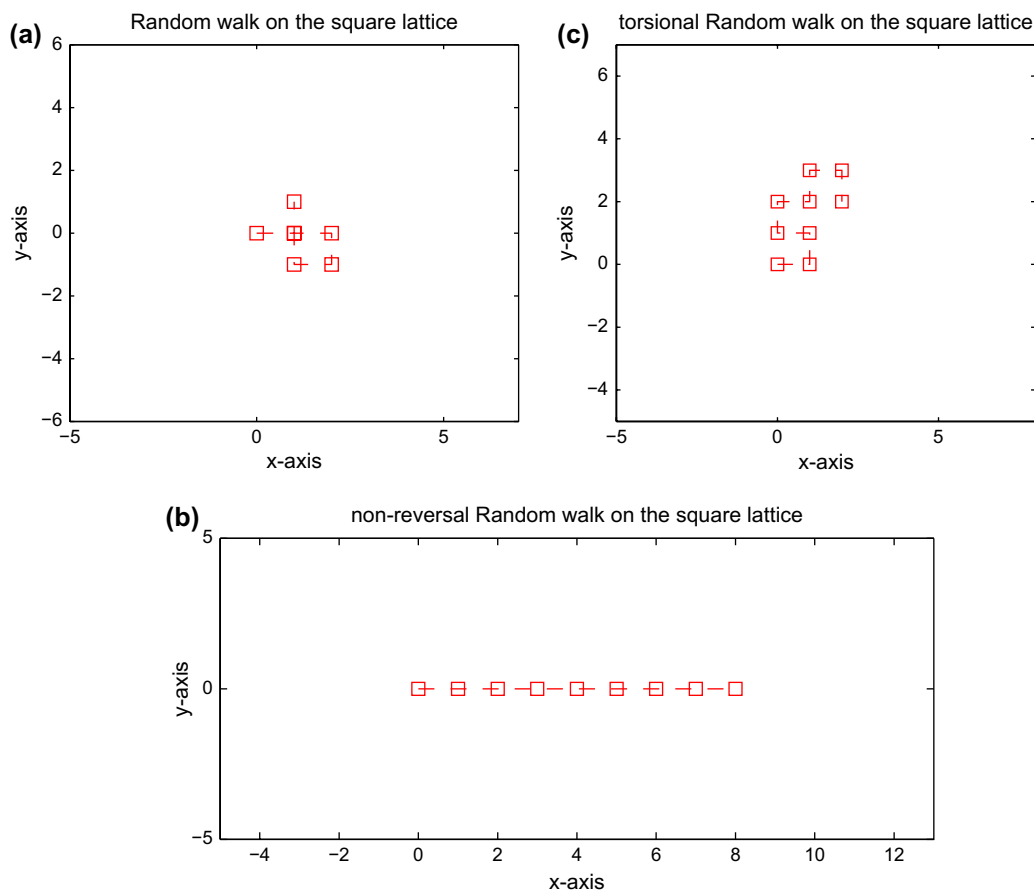 (a)
Random walk on the square lattice
6
4
2
0
−2
−4
−6
−5
0
5
y-axis
x-axis
(c)
torsional Random walk on the square lattice
6
4
2
0
−2
−4
−5
0
5
y-axis
x-axis
(b)
non-reversal Random walk on the square lattice
5
0
−5
−4
−2
0
2
4
6
8
10
12
y-axis
x-axis